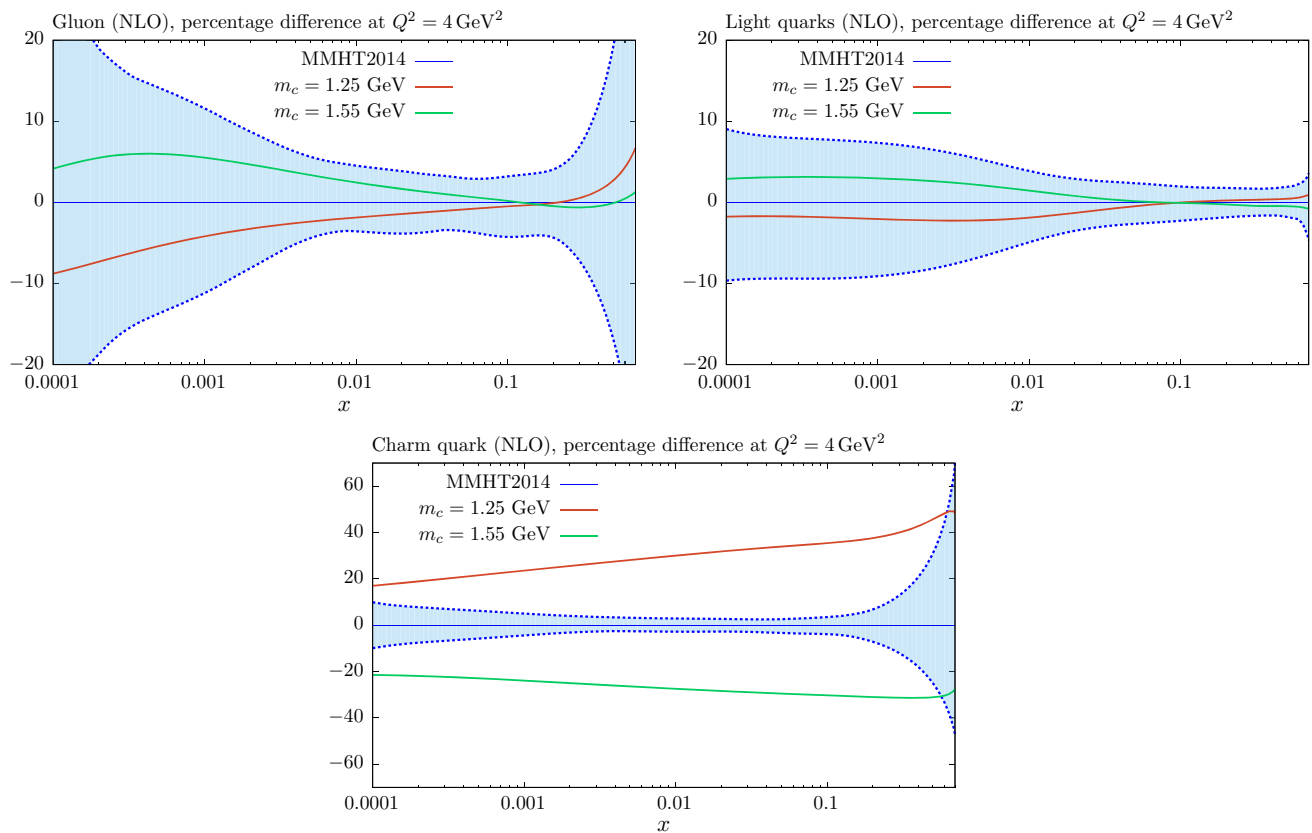 Gluon (NLO), percentage difference at Q² = 4 GeV²
20
10
0
−10
−20
MMHT2014
m_c = 1.25 GeV
m_c = 1.55 GeV
0.0001 0.001 0.01 0.1
x
Light quarks (NLO), percentage difference at Q² = 4 GeV²
20
10
0
−10
−20
MMHT2014
m_c = 1.25 GeV
m_c = 1.55 GeV
0.0001 0.001 0.01 0.1
x
Charm quark (NLO), percentage difference at Q² = 4 GeV²
60
40
20
0
−20
−40
−60
MMHT2014
m_c = 1.25 GeV
m_c = 1.55 GeV
0.0001 0.001 0.01 0.1
x